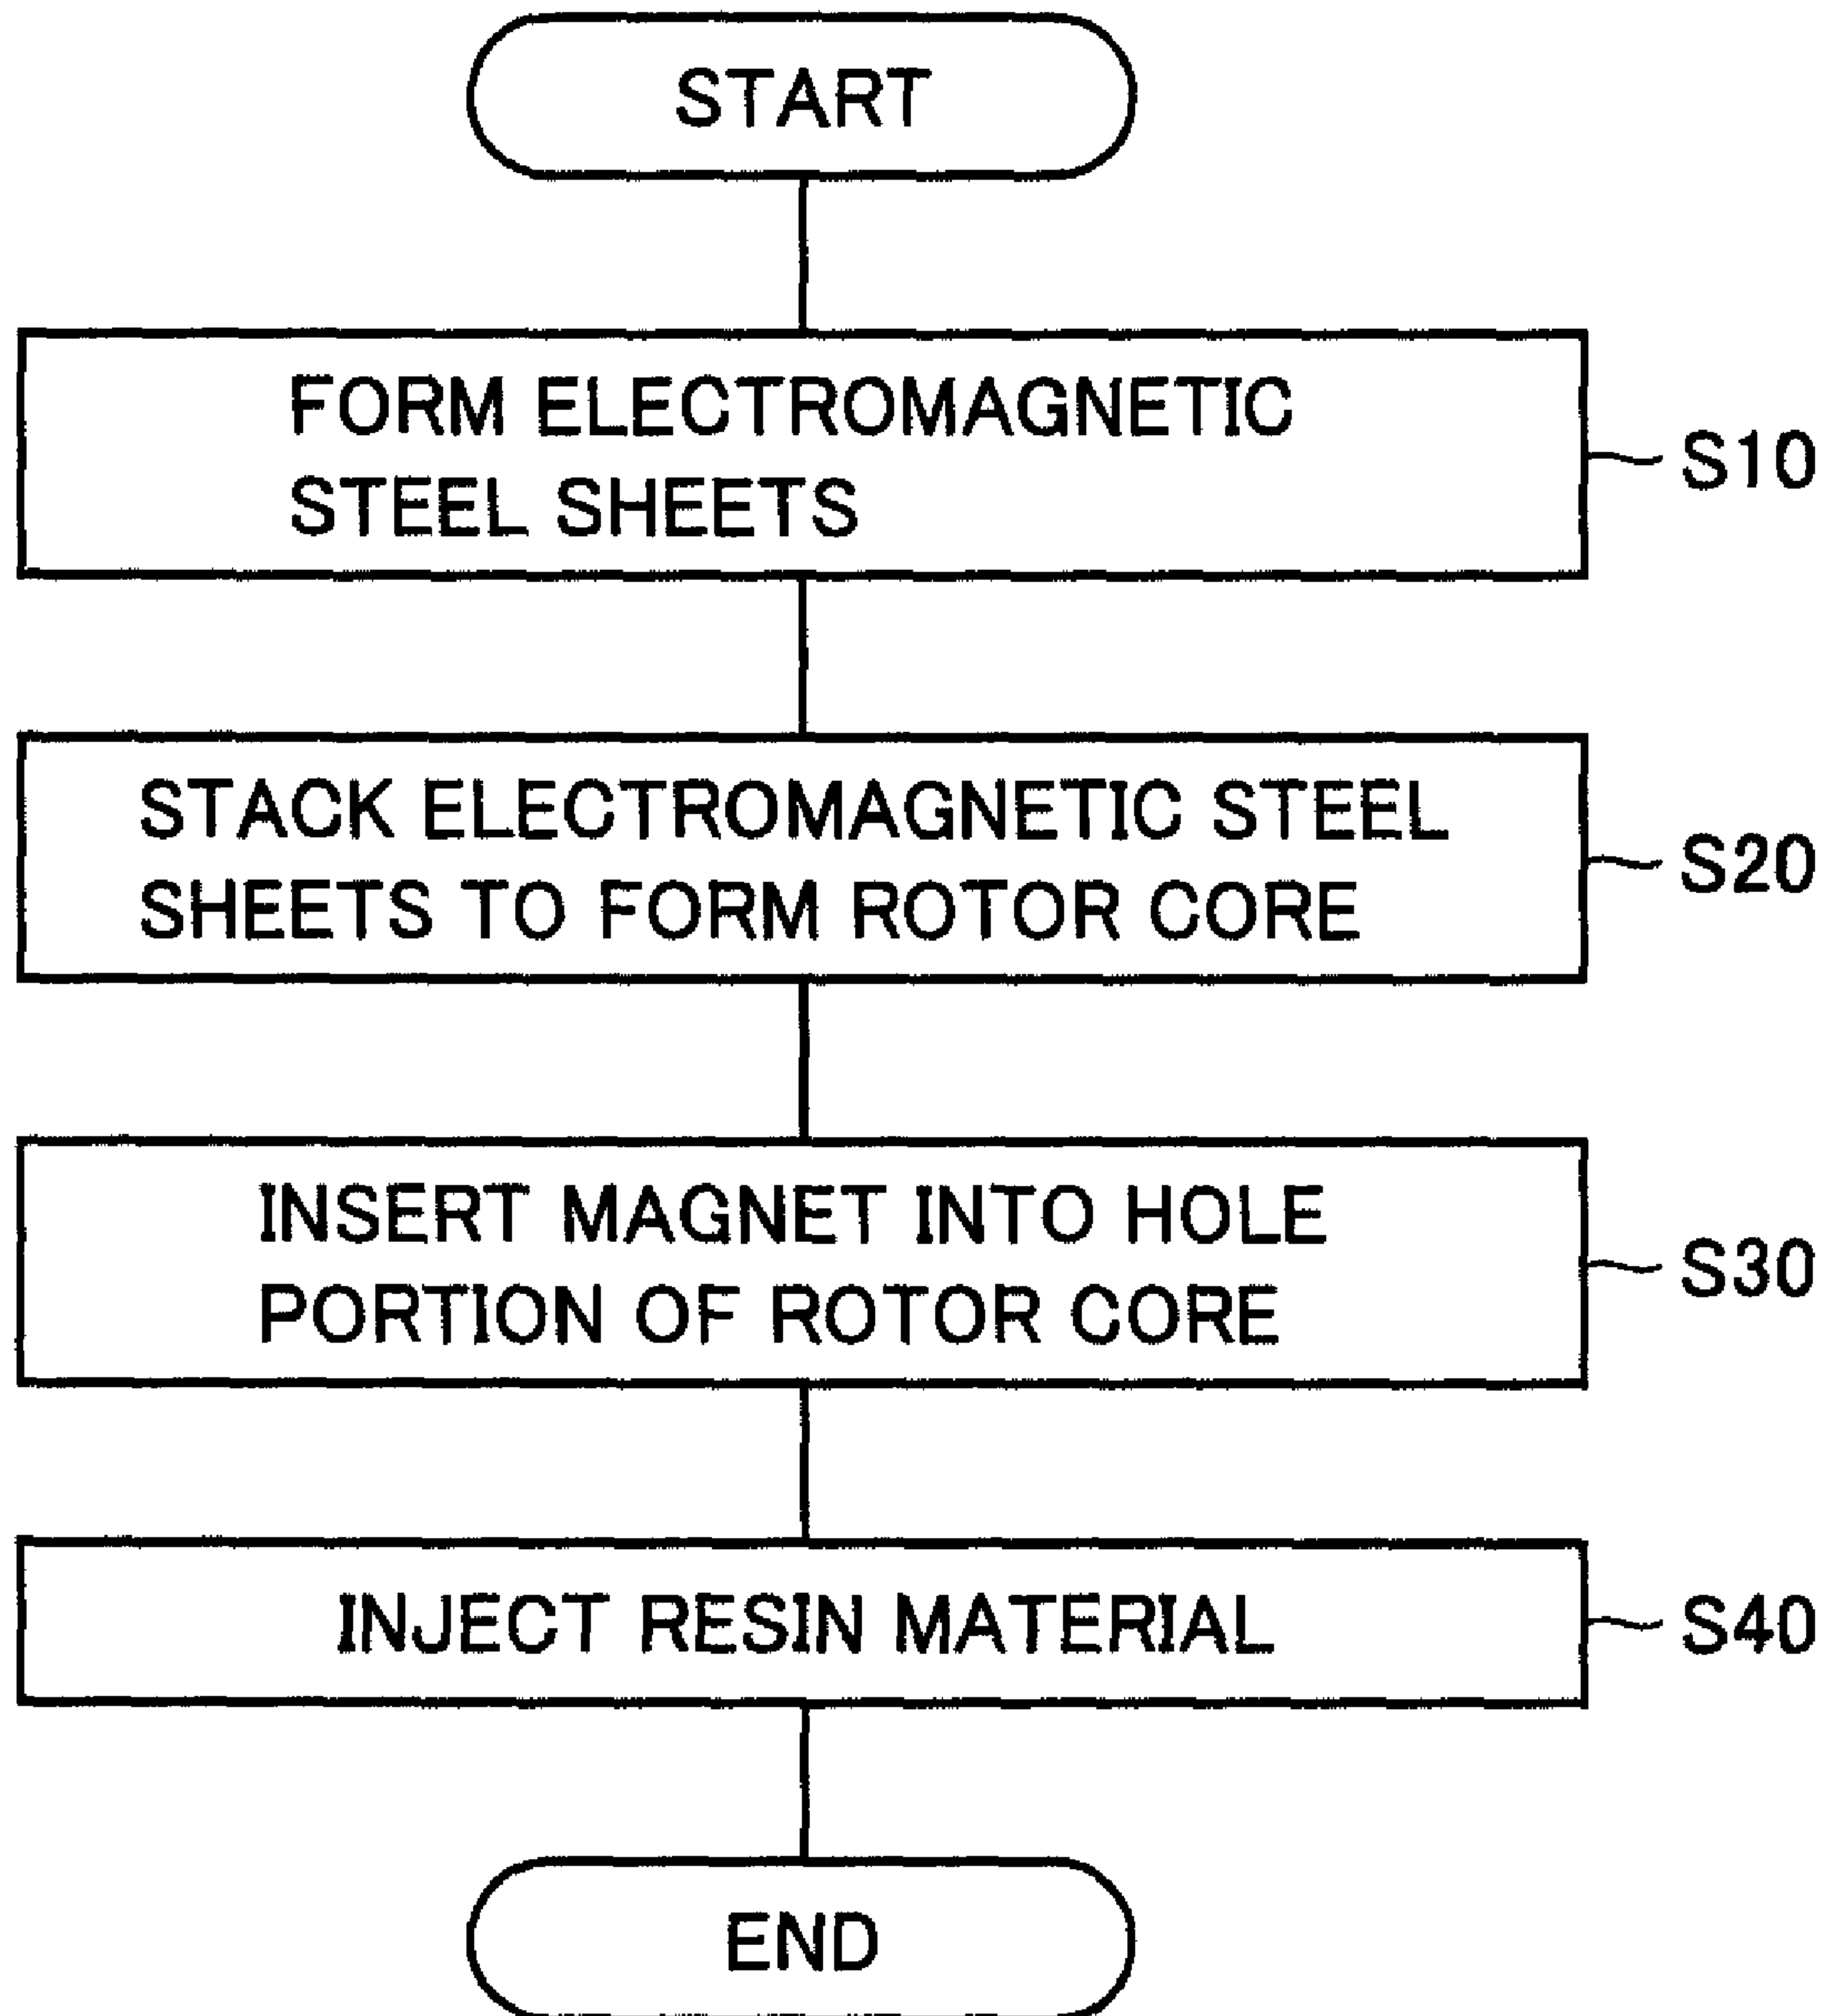 START
FORM ELECTROMAGNETIC
STEEL SHEETS
S10
STACK ELECTROMAGNETIC STEEL
SHEETS TO FORM ROTOR CORE
S20
INSERT MAGNET INTO HOLE
PORTION OF ROTOR CORE
S30
INJECT RESIN MATERIAL
S40
END